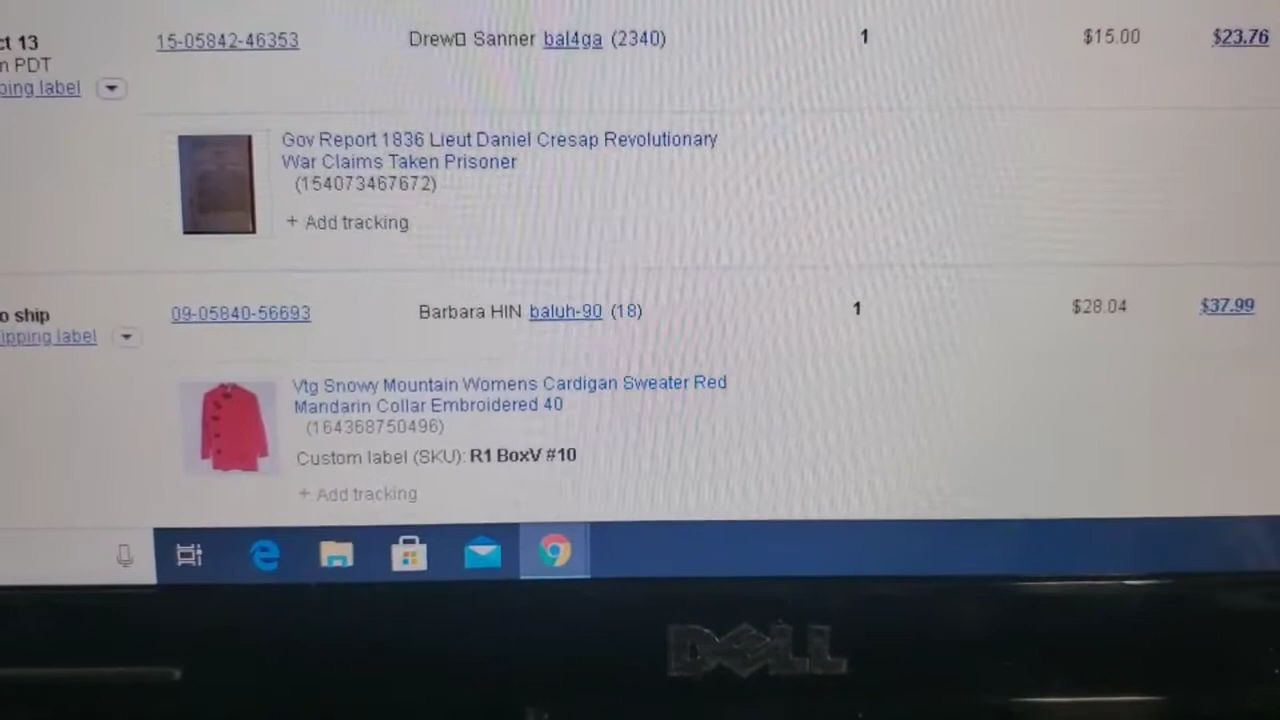 ct 13 15-05842-46353 Drew▯ Sanner bal4ga (2340) 1 $15.00 $23.76
PDT
ping label
Gov Report 1836 Lieut Daniel Cresap Revolutionary
War Claims Taken Prisoner
(154073467672)
+ Add tracking
o ship 09-05840-56693 Barbara HIN baluh-90 (18) 1 $28.04 $37.99
ipping label
Vtg Snowy Mountain Womens Cardigan Sweater Red
Mandarin Collar Embroidered 40
(164368750496)
Custom label (SKU): R1 BoxV #10
+ Add tracking
DELL